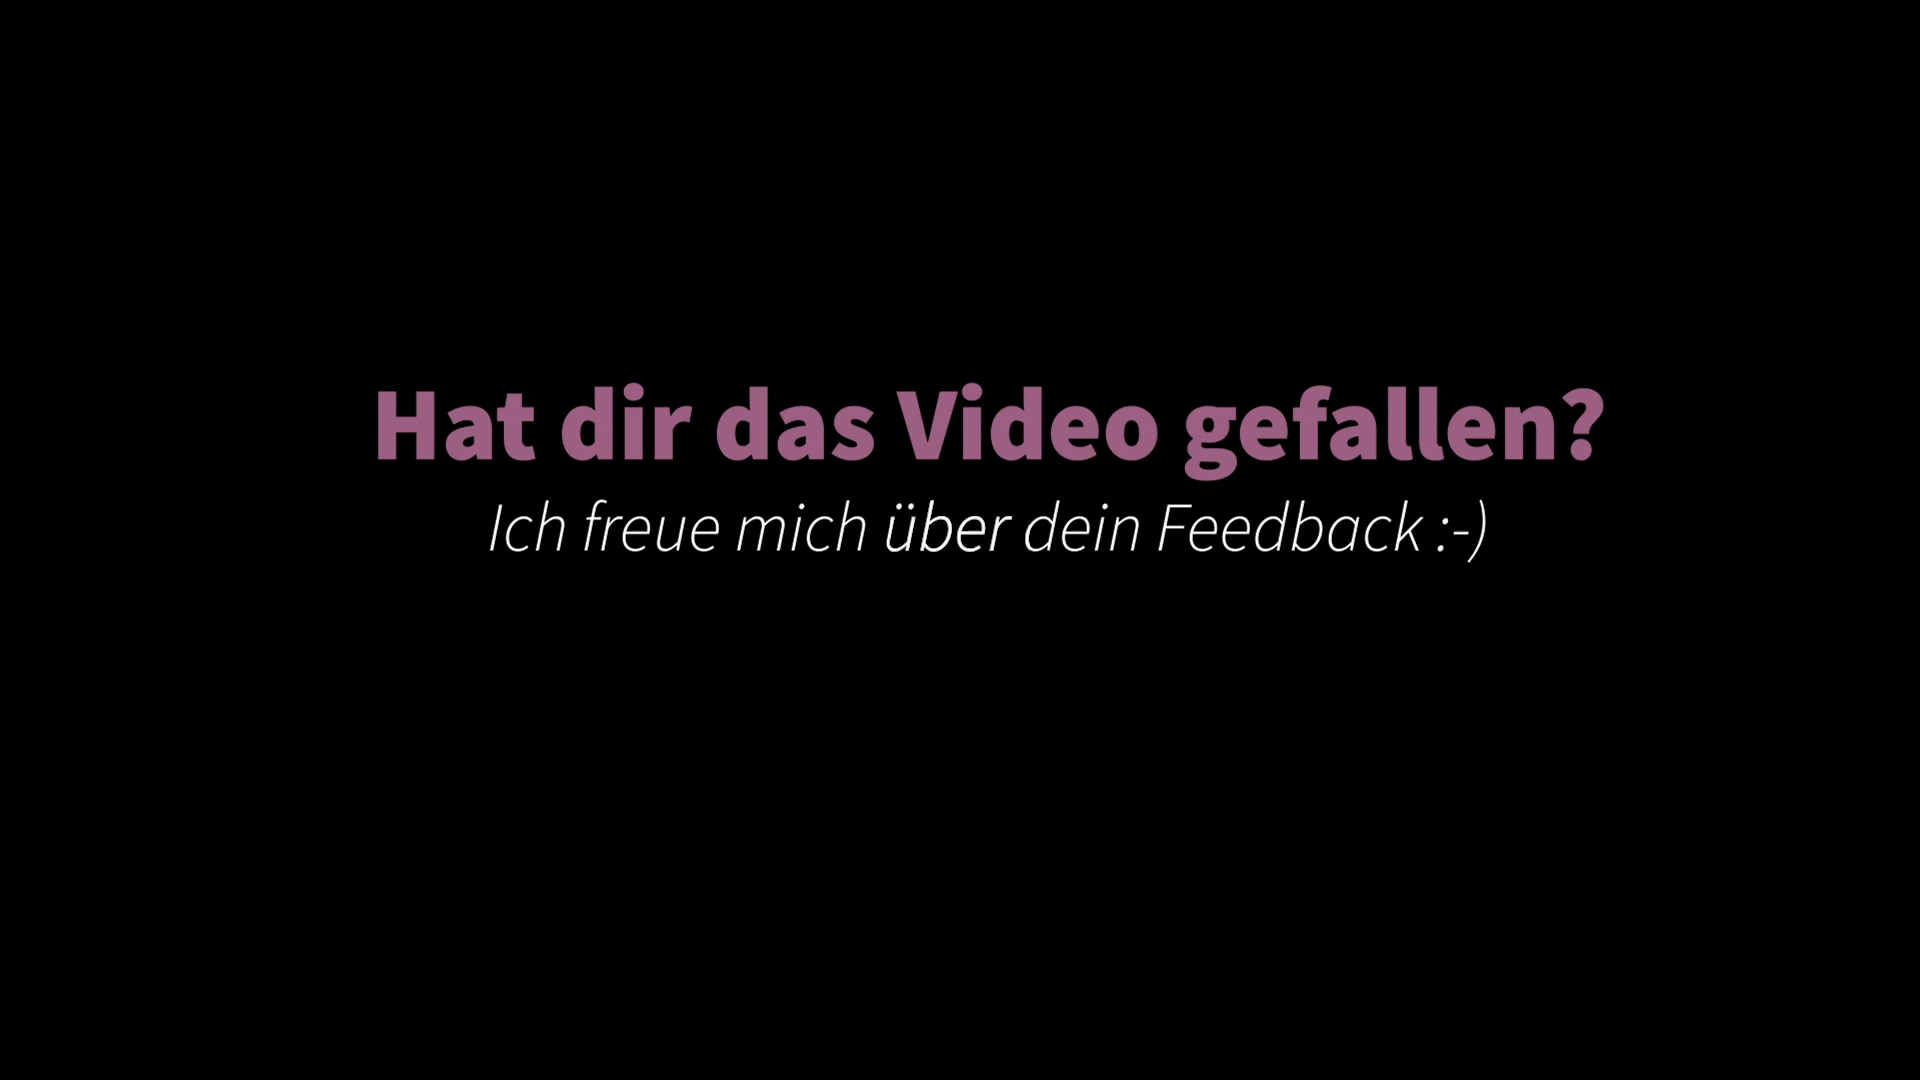 Hat dir das Video gefallen?
Ich freue mich über dein Feedback :-)